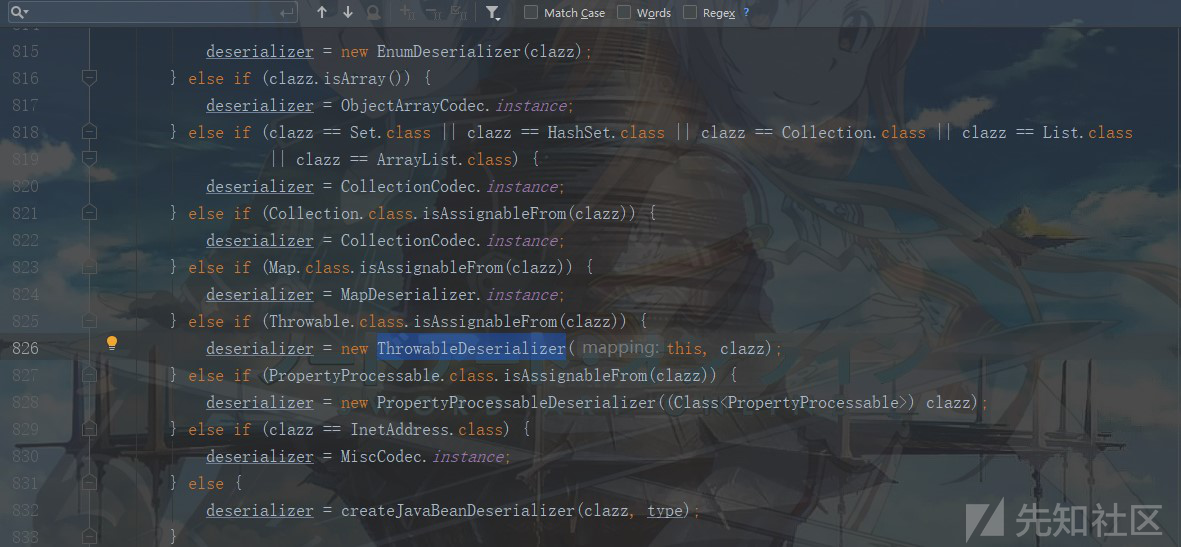 Match Case Words Regex ?
815 deserializer = new EnumDeserializer(clazz);
816 } else if (clazz.isArray()) {
817 deserializer = ObjectArrayCodec.instance;
818 } else if (clazz == Set.class || clazz == HashSet.class || clazz == Collection.class || clazz == List.class
819 || clazz == ArrayList.class) {
820 deserializer = CollectionCodec.instance;
821 } else if (Collection.class.isAssignableFrom(clazz)) {
822 deserializer = CollectionCodec.instance;
823 } else if (Map.class.isAssignableFrom(clazz)) {
824 deserializer = MapDeserializer.instance;
825 } else if (Throwable.class.isAssignableFrom(clazz)) {
826 deserializer = new ThrowableDeserializer( mapping: this, clazz);
827 } else if (PropertyProcessable.class.isAssignableFrom(clazz)) {
828 deserializer = new PropertyProcessableDeserializer((Class<PropertyProcessable>) clazz);
829 } else if (clazz == InetAddress.class) {
830 deserializer = MiscCodec.instance;
831 } else {
832 deserializer = createJavaBeanDeserializer(clazz, type);
833 }
先知社区